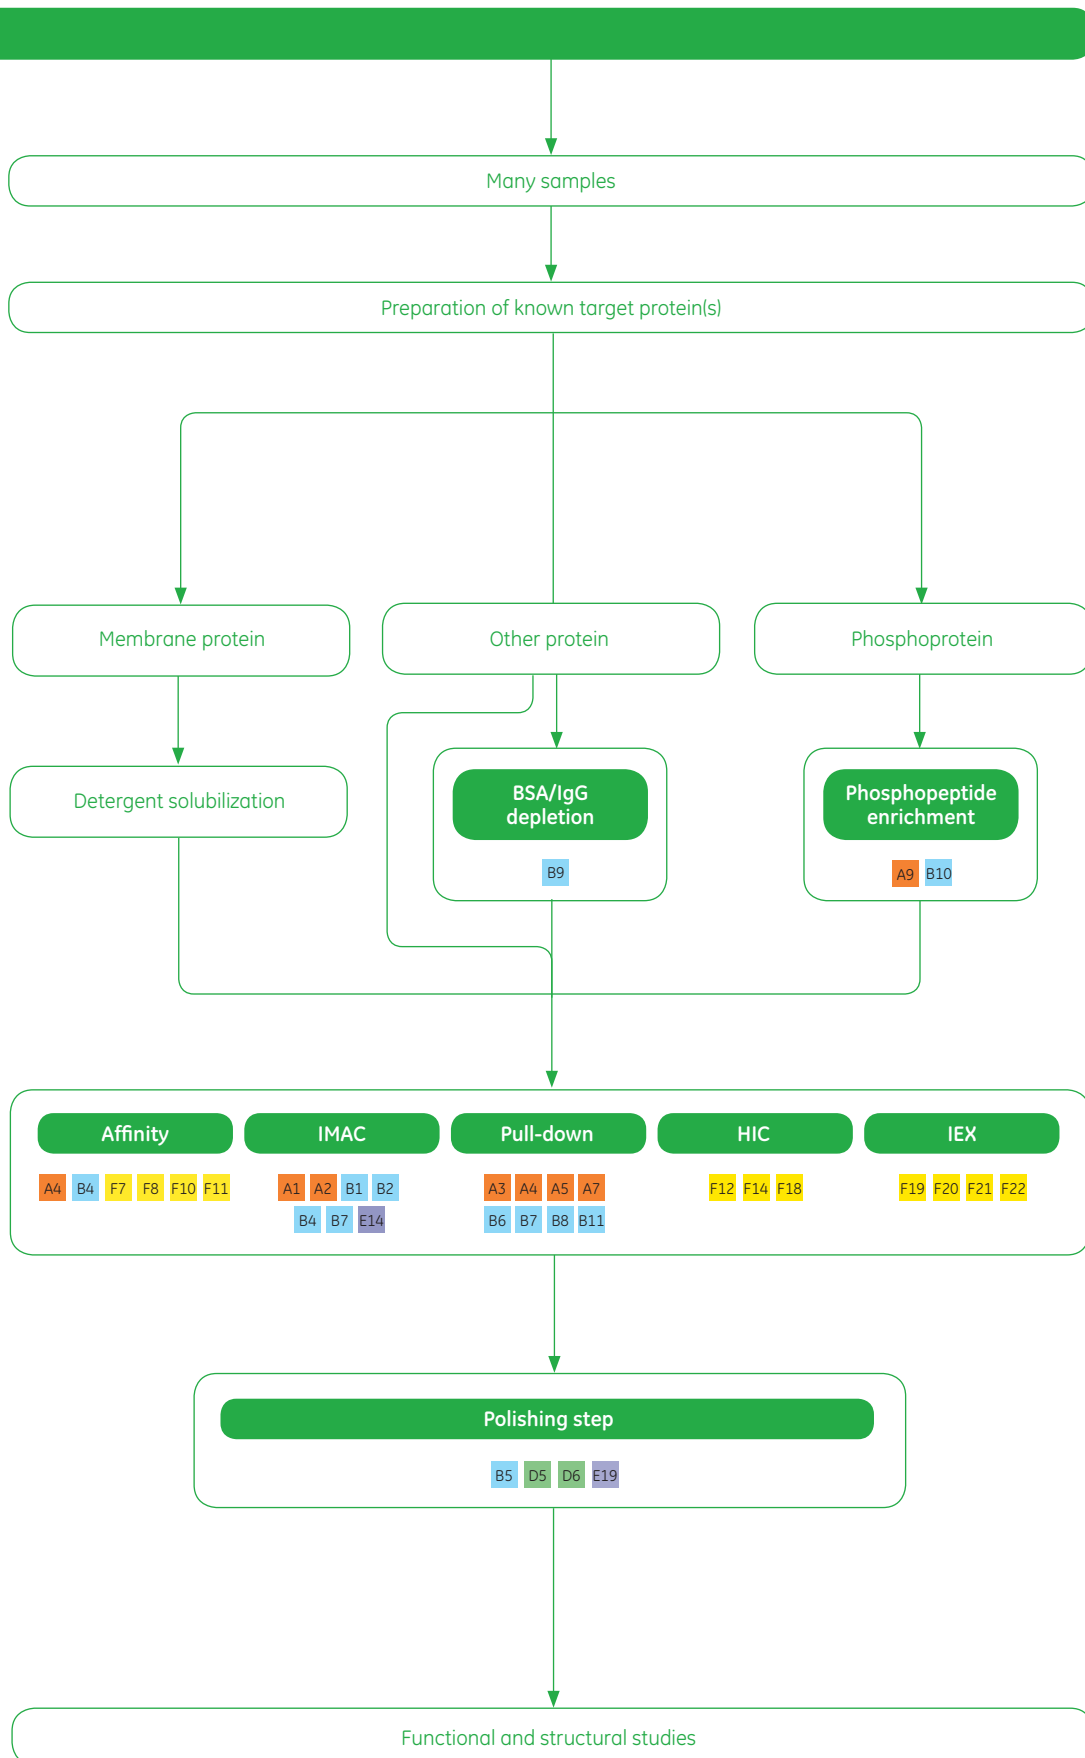 Many samples
Preparation of known target protein(s)
Membrane protein
Other protein
Phosphoprotein
Detergent solubilization
BSA/IgG
depletion
B9
Phosphopeptide
enrichment
A9 B10
Affinity
A4 B4 F7 F8 F10 F11
IMAC
A1 A2 B1 B2
B4 B7 E14
Pull-down
A3 A4 A5 A7
B6 B7 B8 B11
HIC
F12 F14 F18
IEX
F19 F20 F21 F22
Polishing step
B5 D5 D6 E19
Functional and structural studies